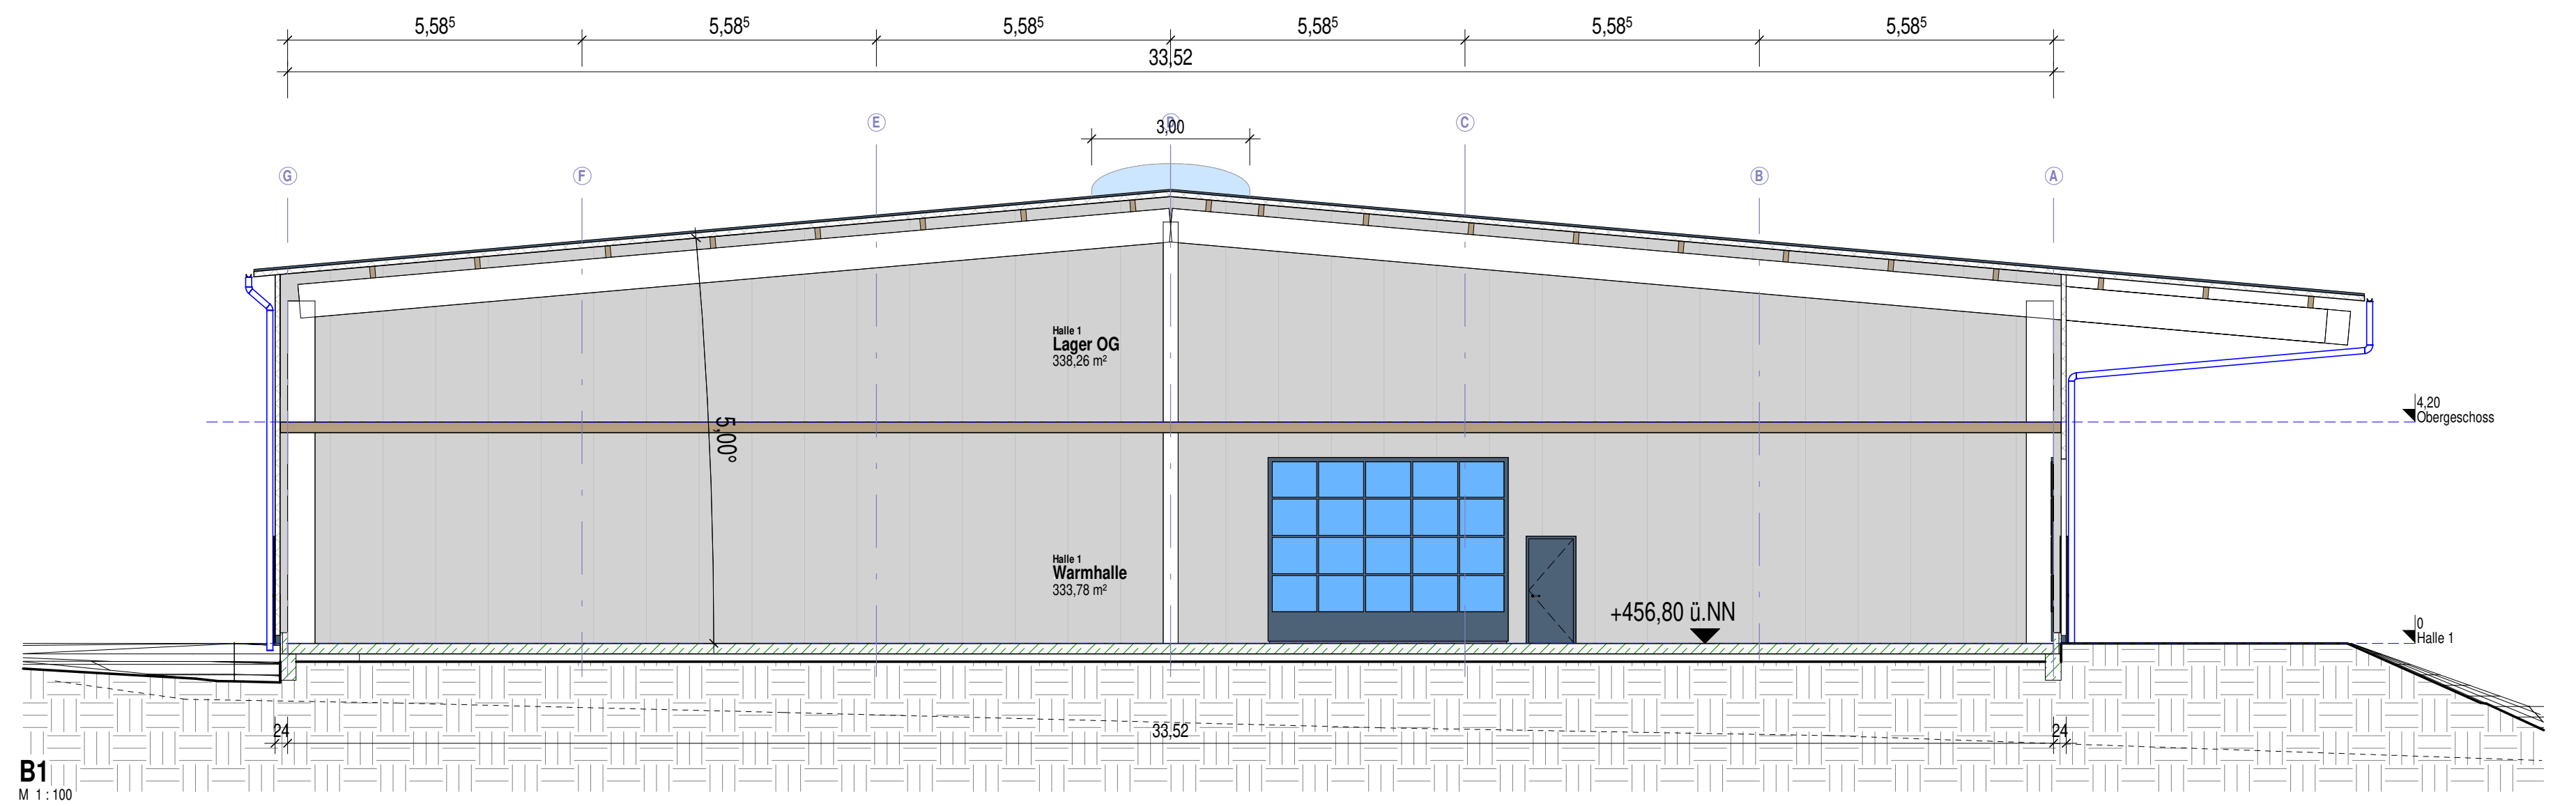 5,58⁵ 5,58⁵ 5,58⁵ 5,58⁵ 5,58⁵ 5,58⁵
33,52
E D C
3,00
G F B A
Halle 1
Lager OG
338,26 m²
4,20
Obergeschoss
5,00°
Halle 1
Warmhalle
333,78 m²
+456,80 ü.NN
0
Halle 1
24 33,52 24
B1
M 1 : 100